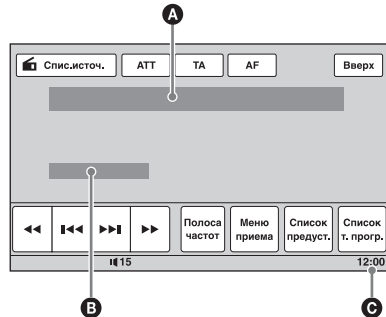 A
Спис.источ. ATT TA AF Вверх
Полоса частот
Меню приема
Список предуст.
Список т. прогр.
15 12:00
B C